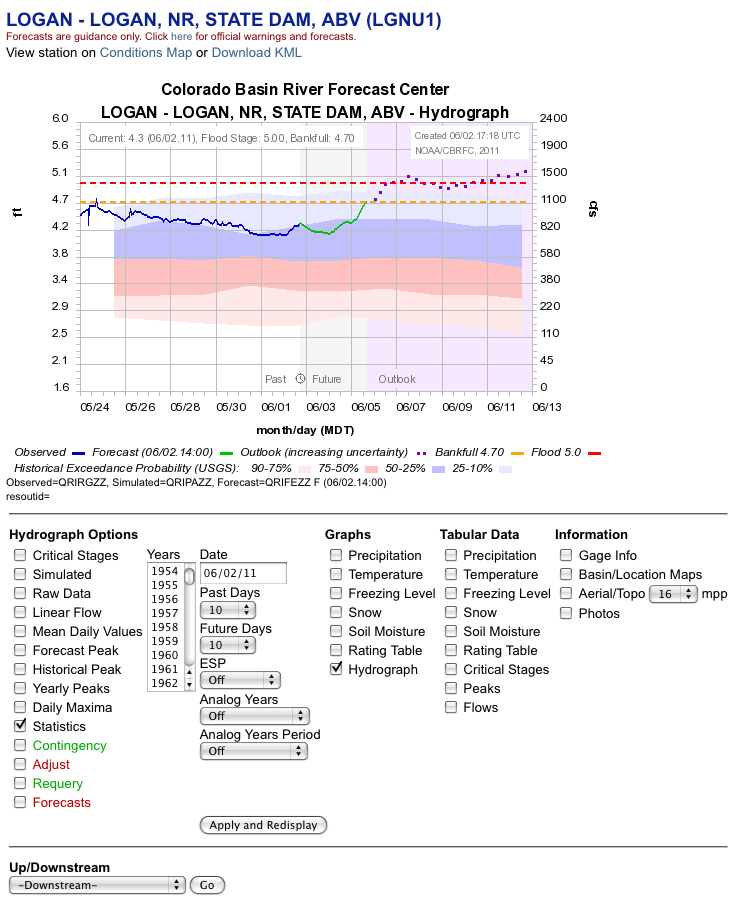 LOGAN - LOGAN, NR, STATE DAM, ABV (LGNU1)
Forecasts are guidance only. Click here for official warnings and forecasts.
View station on Conditions Map or Download KML
Colorado Basin River Forecast Center
LOGAN - LOGAN, NR, STATE DAM, ABV - Hydrograph
Current: 4.3 (06/02.11), Flood Stage: 5.00, Bankfull: 4.70
Created 06/02.17:18 UTC
NOAA/CBRFC, 2011
6.0 2400
5.6 1900
5.1 1500
4.7 1100
4.2 820
3.8 580
3.4 380
2.9 220
2.5 110
2.1 45
1.6 0
ft
cfs
Past Future Outlook
05/24 05/26 05/28 05/30 06/01 06/03 06/05 06/07 06/09 06/11 06/13
month/day (MDT)
Observed Forecast (06/02.14:00) Outlook (increasing uncertainty) Bankfull 4.70 Flood 5.0
Historical Exceedance Probability (USGS): 90-75% 75-50% 50-25% 25-10%
Observed=QRIRGZZ, Simulated=QRIPAZZ, Forecast=QRIFEZZ F (06/02.14:00)
resoutid=
Hydrograph Options
Critical Stages
Simulated
Raw Data
Linear Flow
Mean Daily Values
Forecast Peak
Historical Peak
Yearly Peaks
Daily Maxima
Statistics
Contingency
Adjust
Requery
Forecasts
Years
1954
1955
1956
1957
1958
1959
1960
1961
1962
Date
06/02/11
Past Days
10
Future Days
10
ESP
Off
Analog Years
Off
Analog Years Period
Off
Apply and Redisplay
Graphs
Precipitation
Temperature
Freezing Level
Snow
Soil Moisture
Rating Table
Hydrograph
Tabular Data
Precipitation
Temperature
Freezing Level
Snow
Soil Moisture
Rating Table
Critical Stages
Peaks
Flows
Information
Gage Info
Basin/Location Maps
Aerial/Topo 16 mpp
Photos
Up/Downstream
-Downstream- Go